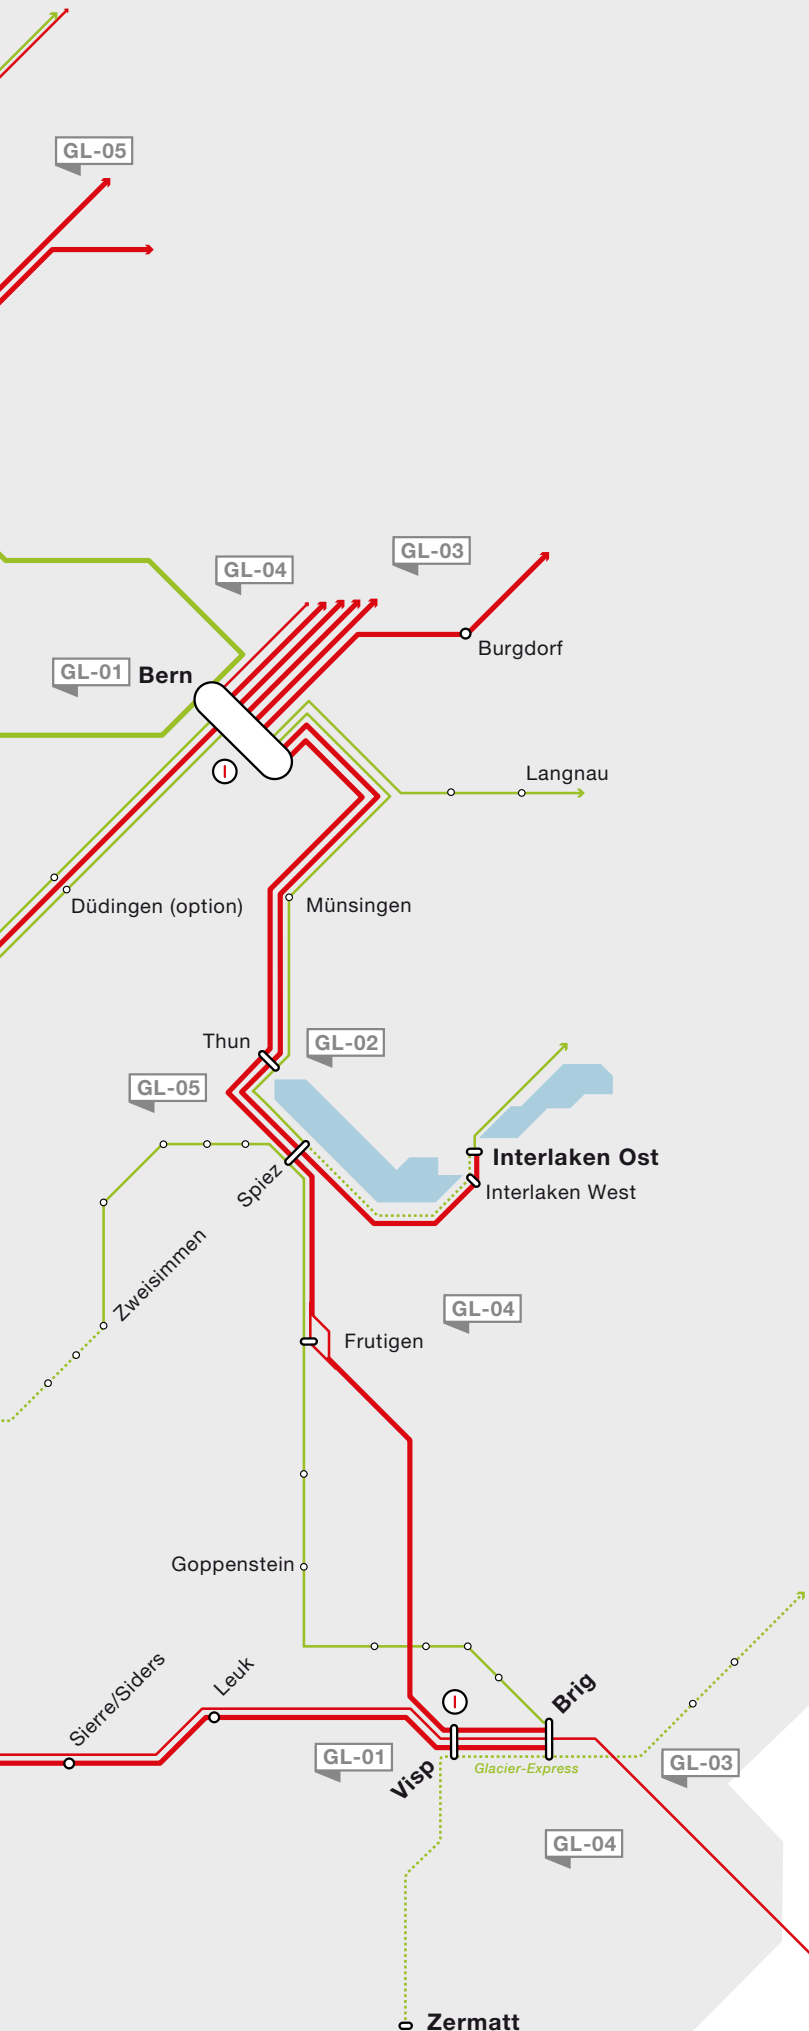 GL-05
GL-03
GL-04
Burgdorf
GL-01
Bern
I
Langnau
Düdingen (option)
Münsingen
Thun
GL-02
GL-05
Interlaken Ost
Spiez
Interlaken West
Zweisimmen
GL-04
Frutigen
Goppenstein
Sierre/Siders
Leuk
I
Brig
GL-01
Visp
Glacier-Express
GL-03
GL-04
Zermatt